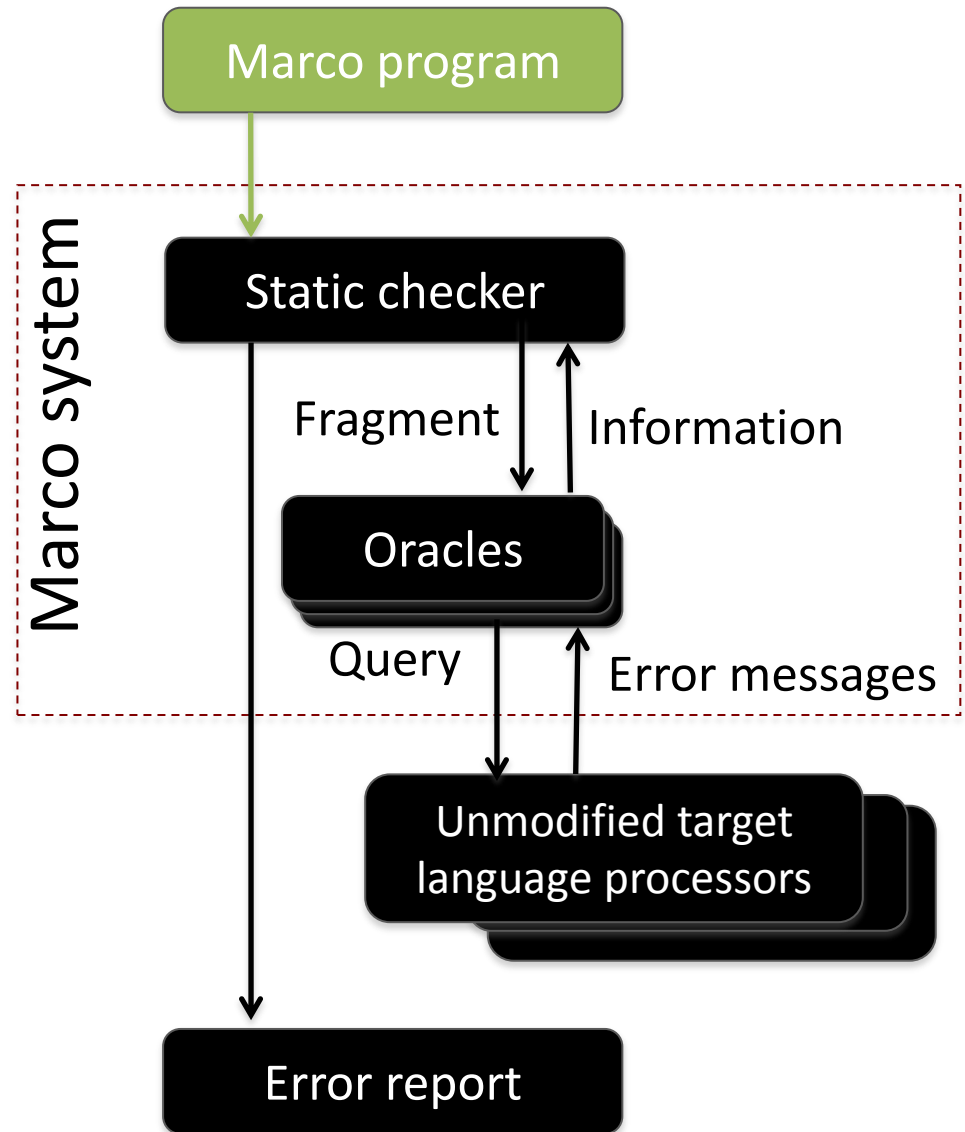 Marco program
Marco system
Static checker
Fragment
Information
Oracles
Query
Error messages
Unmodified target
language processors
Error report